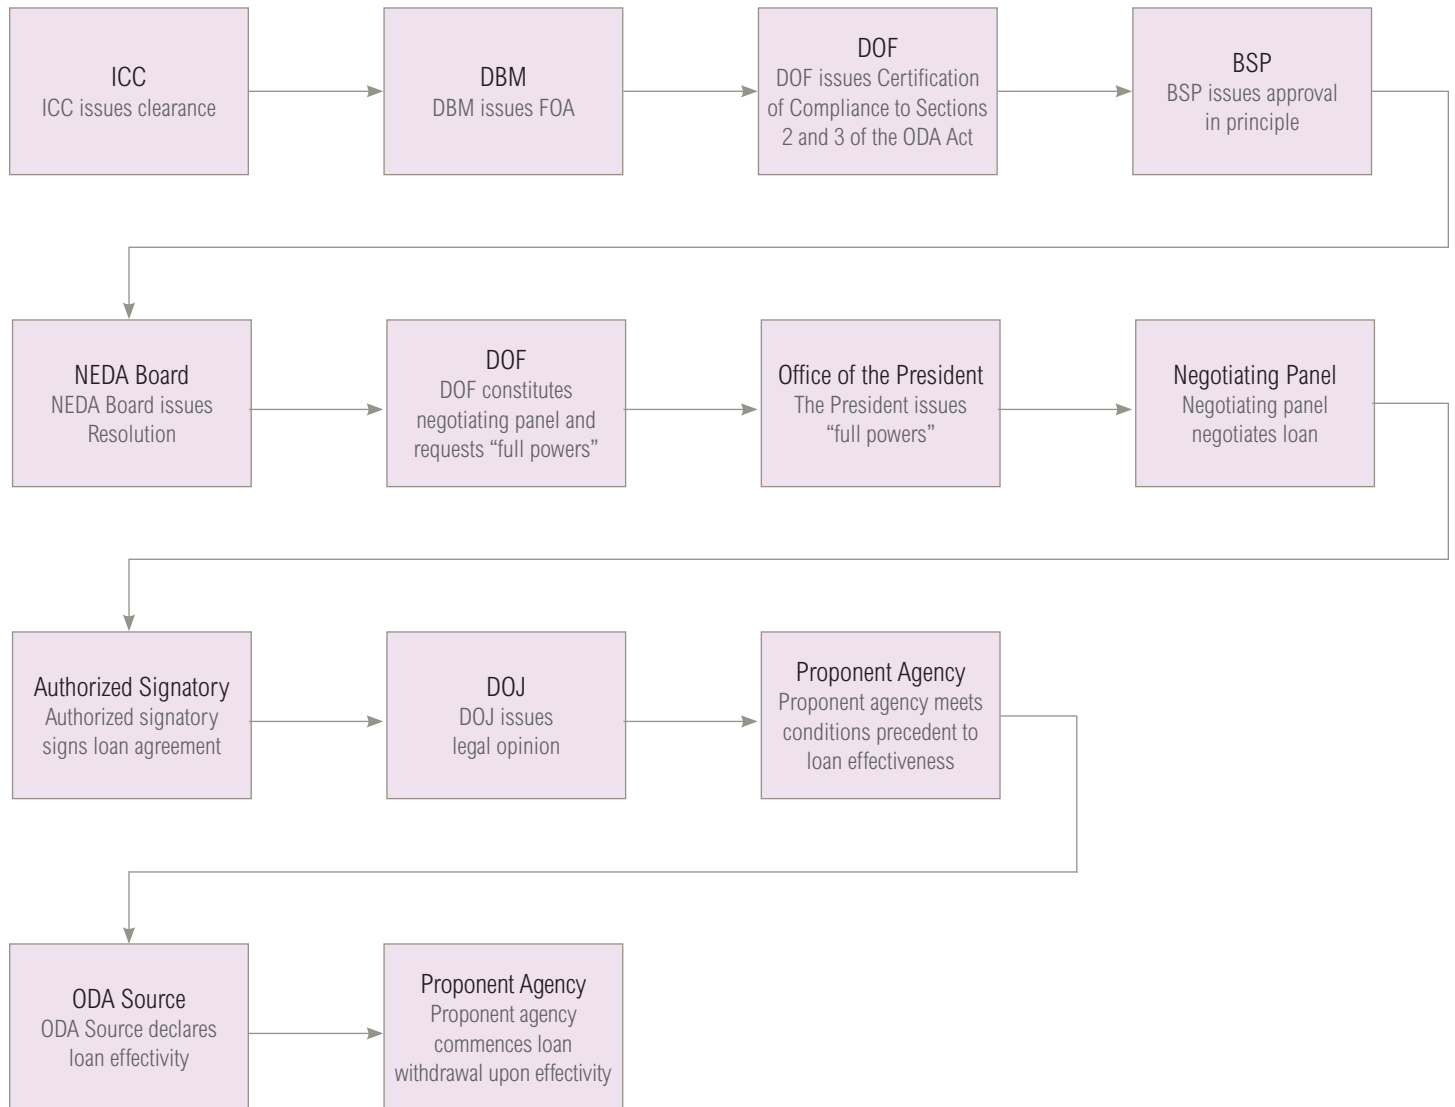 ICC
ICC issues clearance
DBM
DBM issues FOA
DOF
DOF issues Certification
of Compliance to Sections
2 and 3 of the ODA Act
BSP
BSP issues approval
in principle
NEDA Board
NEDA Board issues
Resolution
DOF
DOF constitutes
negotiating panel and
requests “full powers”
Office of the President
The President issues
“full powers”
Negotiating Panel
Negotiating panel
negotiates loan
Authorized Signatory
Authorized signatory
signs loan agreement
DOJ
DOJ issues
legal opinion
Proponent Agency
Proponent agency meets
conditions precedent to
loan effectiveness
ODA Source
ODA Source declares
loan effectivity
Proponent Agency
Proponent agency
commences loan
withdrawal upon effectivity